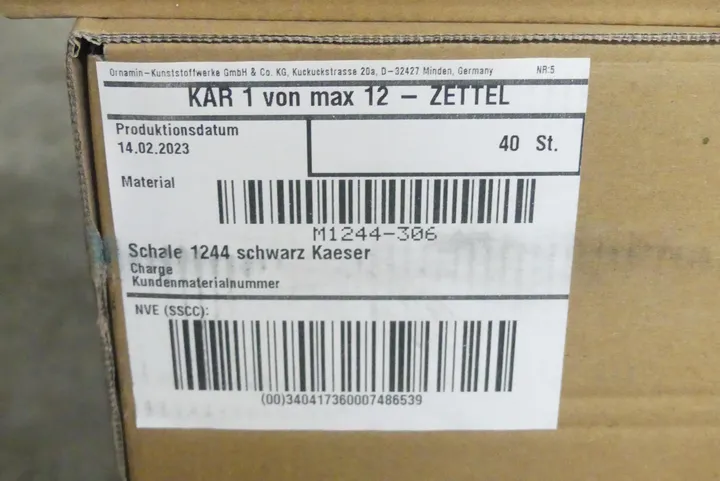 Ornamin-Kunststoffwerke GmbH & Co. KG, Kuckuckstrasse 20a, D-32427 Minden, Germany NR:5
KAR 1 von max 12 - ZETTEL
Produktionsdatum
14.02.2023
40 St.
Material
M1244-306
Schale 1244 schwarz Kaeser
Charge
Kundenmaterialnummer
NVE (SSCC):
(00)340417360007486539